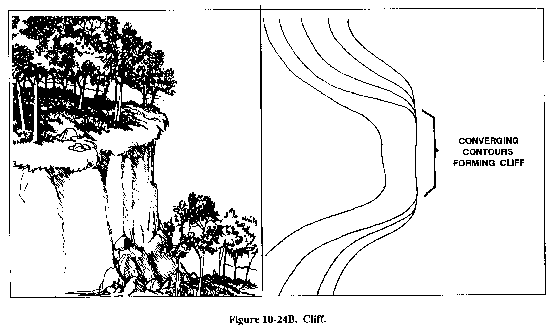 CONVERGING
CONTOURS
FORMING CLIFF
Figure 10-24B. Cliff.